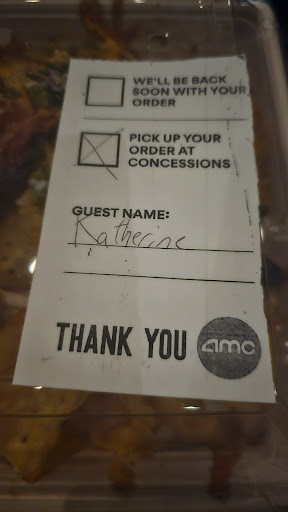 WE'LL BE BACK
SOON WITH YOUR
ORDER
PICK UP YOUR
ORDER AT
CONCESSIONS
GUEST NAME:
Katherine
THANK YOU amc